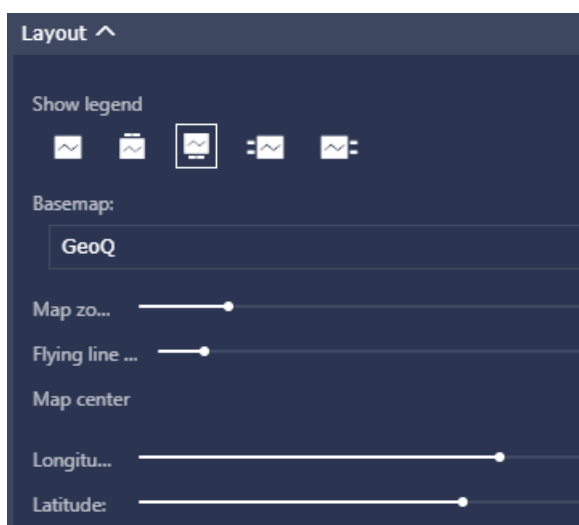 Layout
Show legend
Basemap:
GeoQ
Map zo...
Flying line ...
Map center
Longitu...
Latitude: